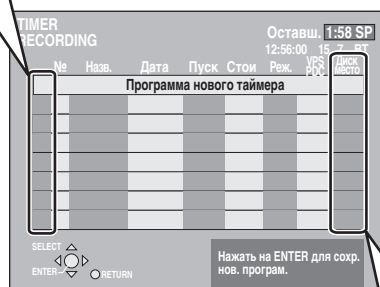 TIMER
RECORDING
Оставш. 1:58 SP
12:56:00 15. 7. ВТ
№ Назв. Дата Пуск Стои Реж. VPS PDC Диск место
Программа нового таймера
SELECT
ENTER RETURN
Нажать на ENTER для сохр.
нов. програм.